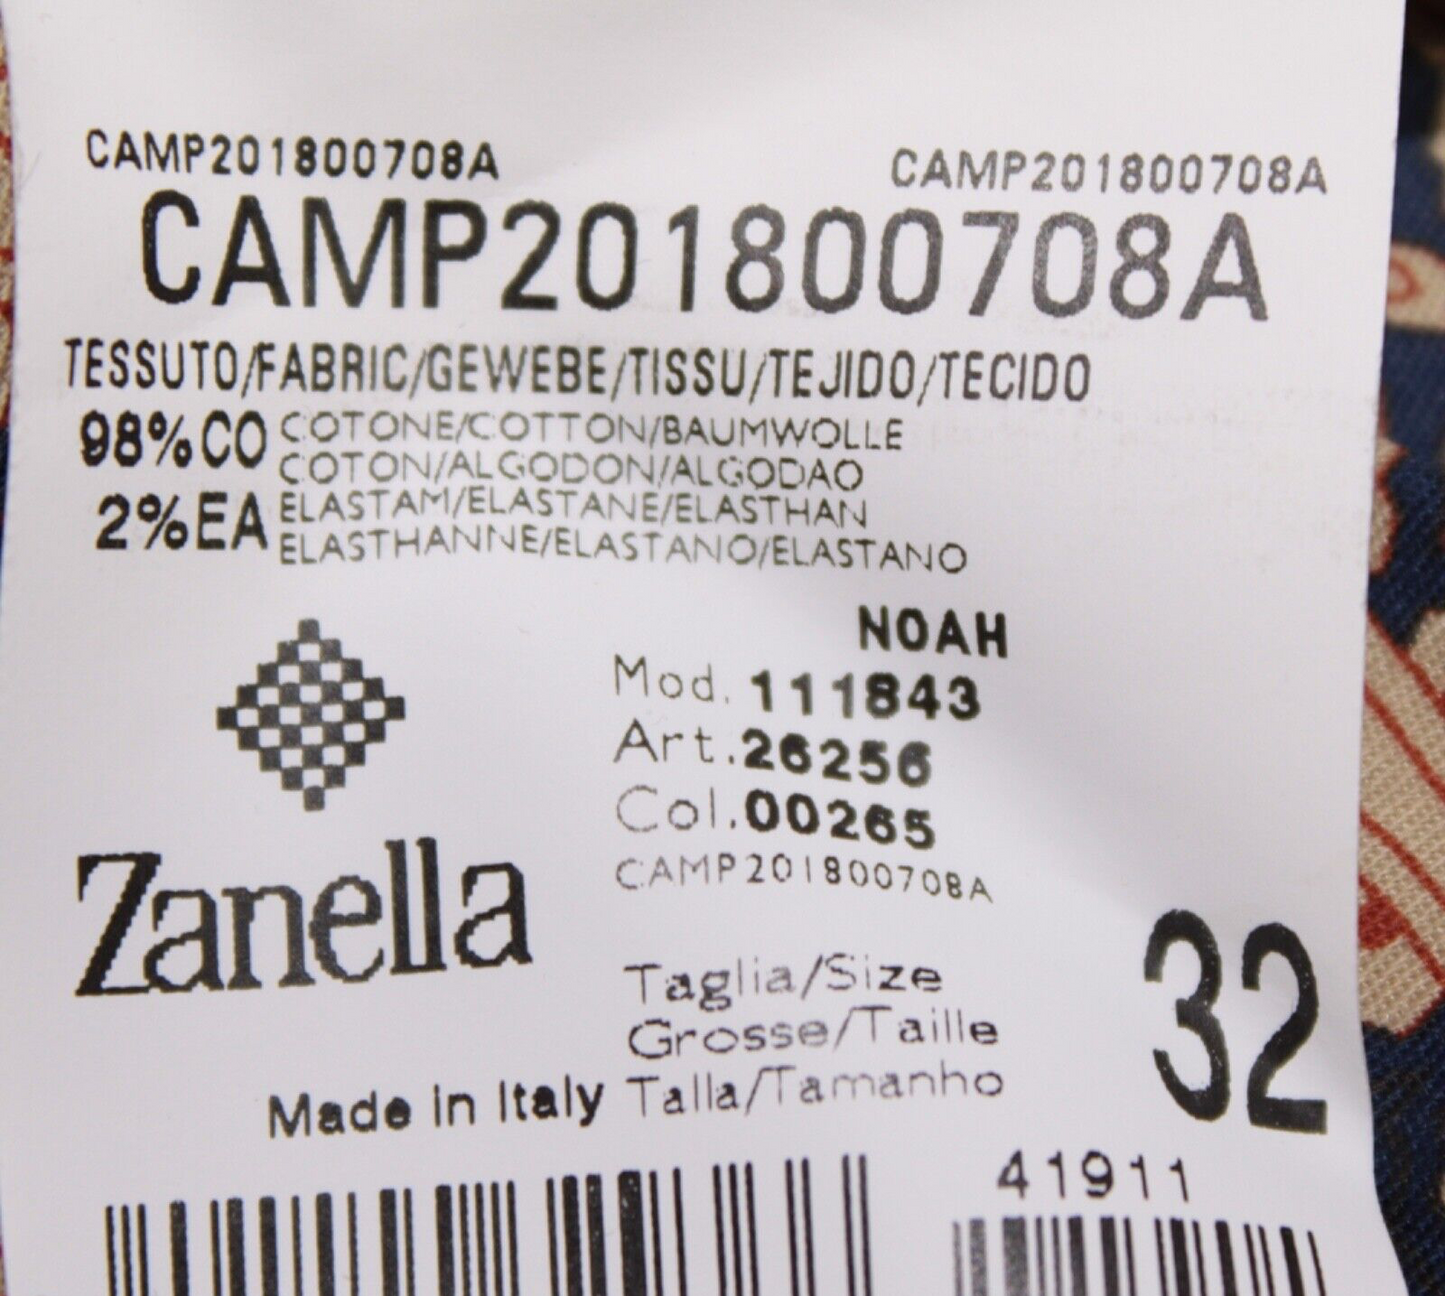 CAMP201800708A CAMP201800708A
CAMP201800708A
TESSUTO/FABRIC/GEWEBE/TISSU/TEJIDO/TECIDO
98%CO COTONE/COTTON/BAUMWOLLE
COTON/ALGODON/ALGODAO
2%EA ELASTAM/ELASTANE/ELASTHAN
ELASTHANNE/ELASTANO/ELASTANO
NOAH
Mod. 111843
Art.26256
Col.00265
CAMP201800708A
Zanella
Taglia/Size
Grosse/Taille
Talla/Tamanho
32
Made in Italy
41911